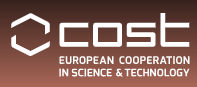 cost
EUROPEAN COOPERATION
IN SCIENCE & TECHNOLOGY